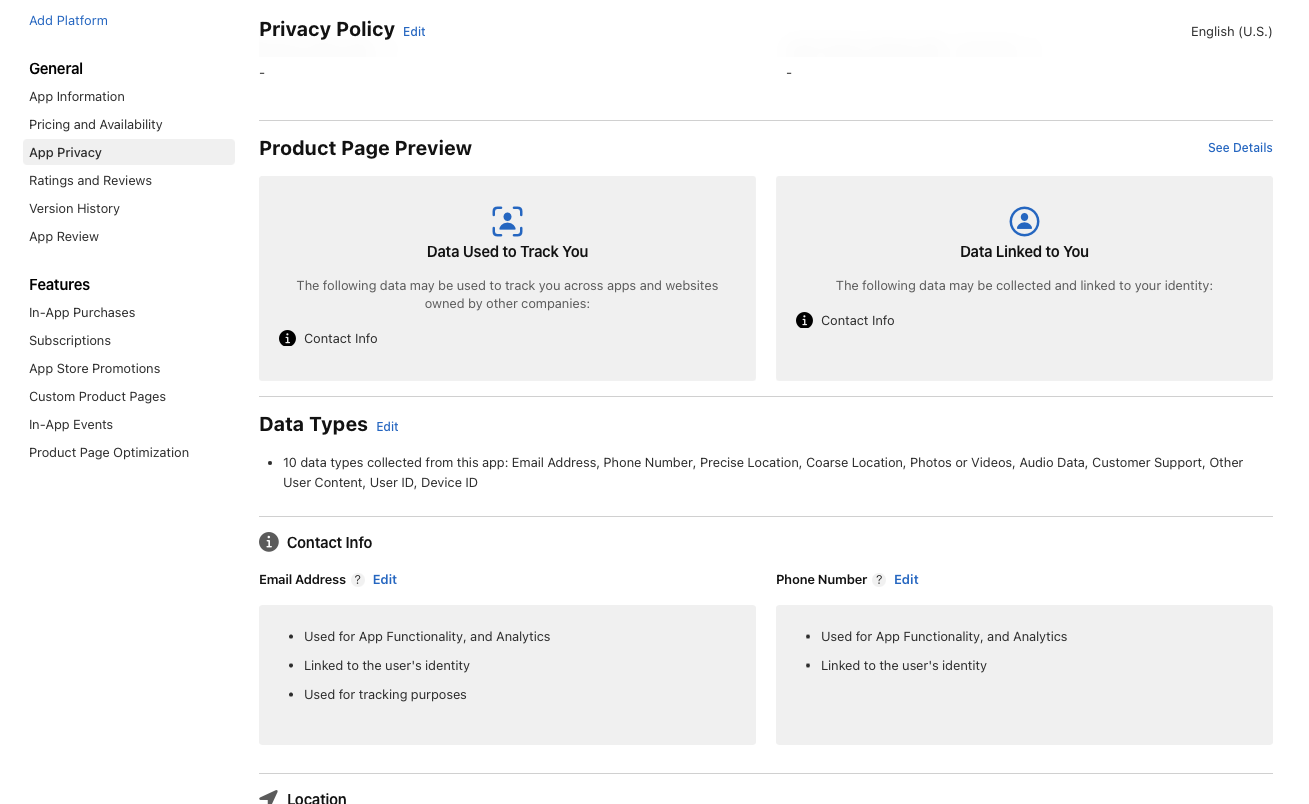 Add Platform
General
App Information
Pricing and Availability
App Privacy
Ratings and Reviews
Version History
App Review
Features
In-App Purchases
Subscriptions
App Store Promotions
Custom Product Pages
In-App Events
Product Page Optimization
Privacy Policy Edit
English (U.S.)
-
-
Product Page Preview
See Details
Data Used to Track You
The following data may be used to track you across apps and websites
owned by other companies:
Contact Info
Data Linked to You
The following data may be collected and linked to your identity:
Contact Info
Data Types Edit
• 10 data types collected from this app: Email Address, Phone Number, Precise Location, Coarse Location, Photos or Videos, Audio Data, Customer Support, Other
User Content, User ID, Device ID
Contact Info
Email Address ? Edit
• Used for App Functionality, and Analytics
• Linked to the user's identity
• Used for tracking purposes
Phone Number ? Edit
• Used for App Functionality, and Analytics
• Linked to the user's identity
Location